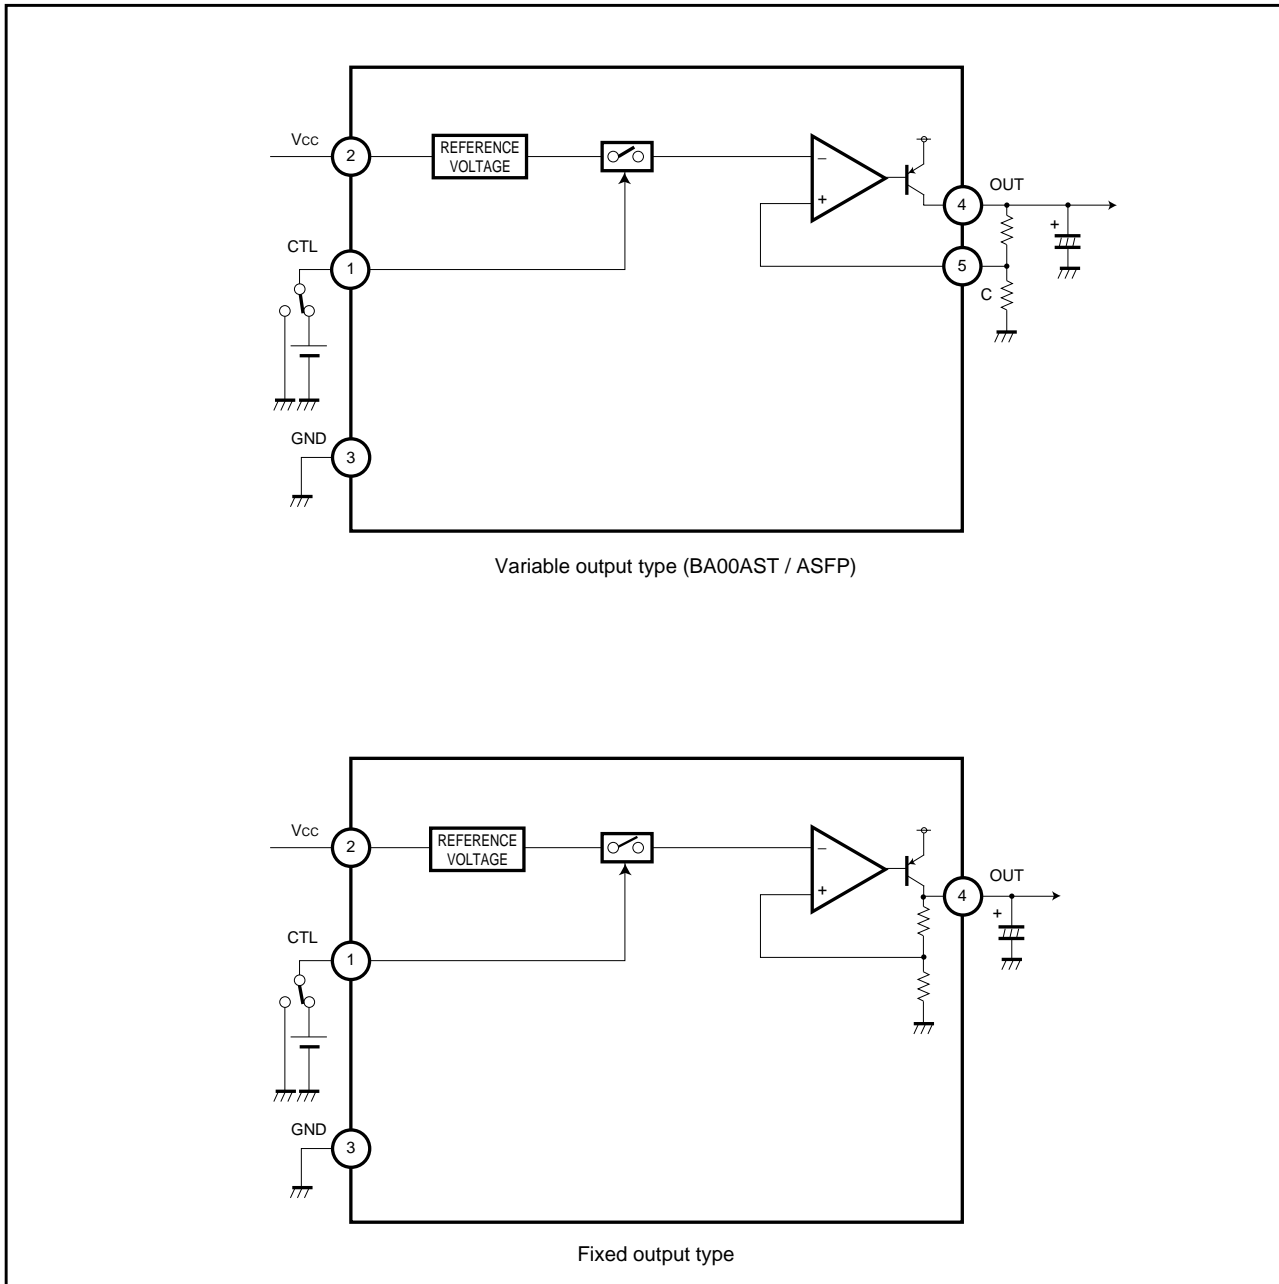 Vcc
2
REFERENCE
VOLTAGE
–
+
OUT
4
+
CTL
1
5
C
GND
3
Variable output type (BA00AST / ASFP)
Vcc
2
REFERENCE
VOLTAGE
–
+
OUT
4
+
CTL
1
GND
3
Fixed output type